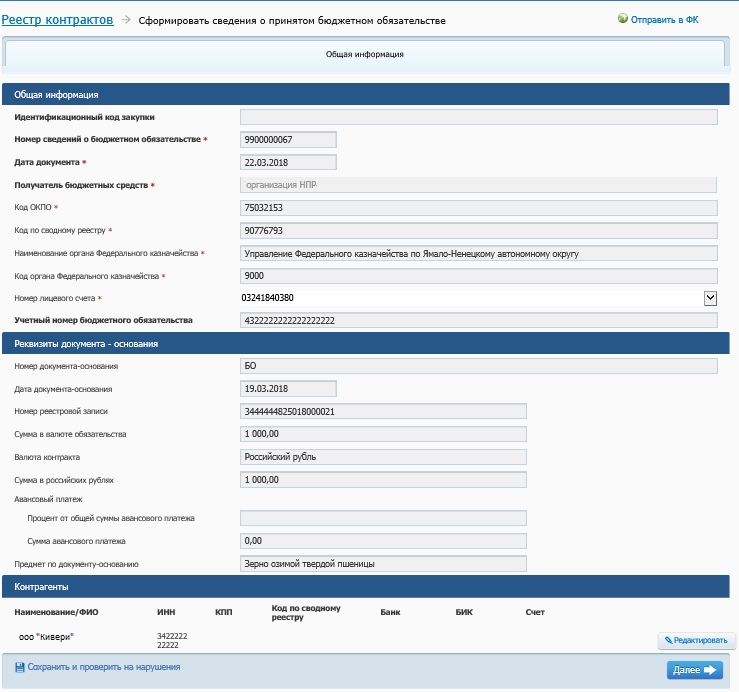 Реестр контрактов → Сформировать сведения о принятом бюджетном обязательстве Отправить в ФК
Общая информация
Общая информация
Идентификационный код закупки
Номер сведений о бюджетном обязательстве * 9900000067
Дата документа * 22.03.2018
Получатель бюджетных средств * организация НПР
Код ОКПО * 75032153
Код по сводному реестру * 90776793
Наименование органа Федерального казначейства * Управление Федерального казначейства по Ямало-Ненецкому автономному округу
Код органа Федерального казначейства * 9000
Номер лицевого счета * 03241840380
Учетный номер бюджетного обязательства 4322222222222222222
Реквизиты документа - основания
Номер документа-основания БО
Дата документа-основания 19.03.2018
Номер реестровой записи 3444444825018000021
Сумма в валюте обязательства 1 000,00
Валюта контракта Российский рубль
Сумма в российских рублях 1 000,00
Авансовый платеж
Процент от общей суммы авансового платежа
Сумма авансового платежа 0,00
Предмет по документу-основанию Зерно озимой твердой пшеницы
Контрагенты
Наименование/ФИО ИНН КПП Код по сводному реестру Банк БИК Счет
ооо "Кивери" 3422222
22222
Редактировать
Сохранить и проверить на нарушения Далее